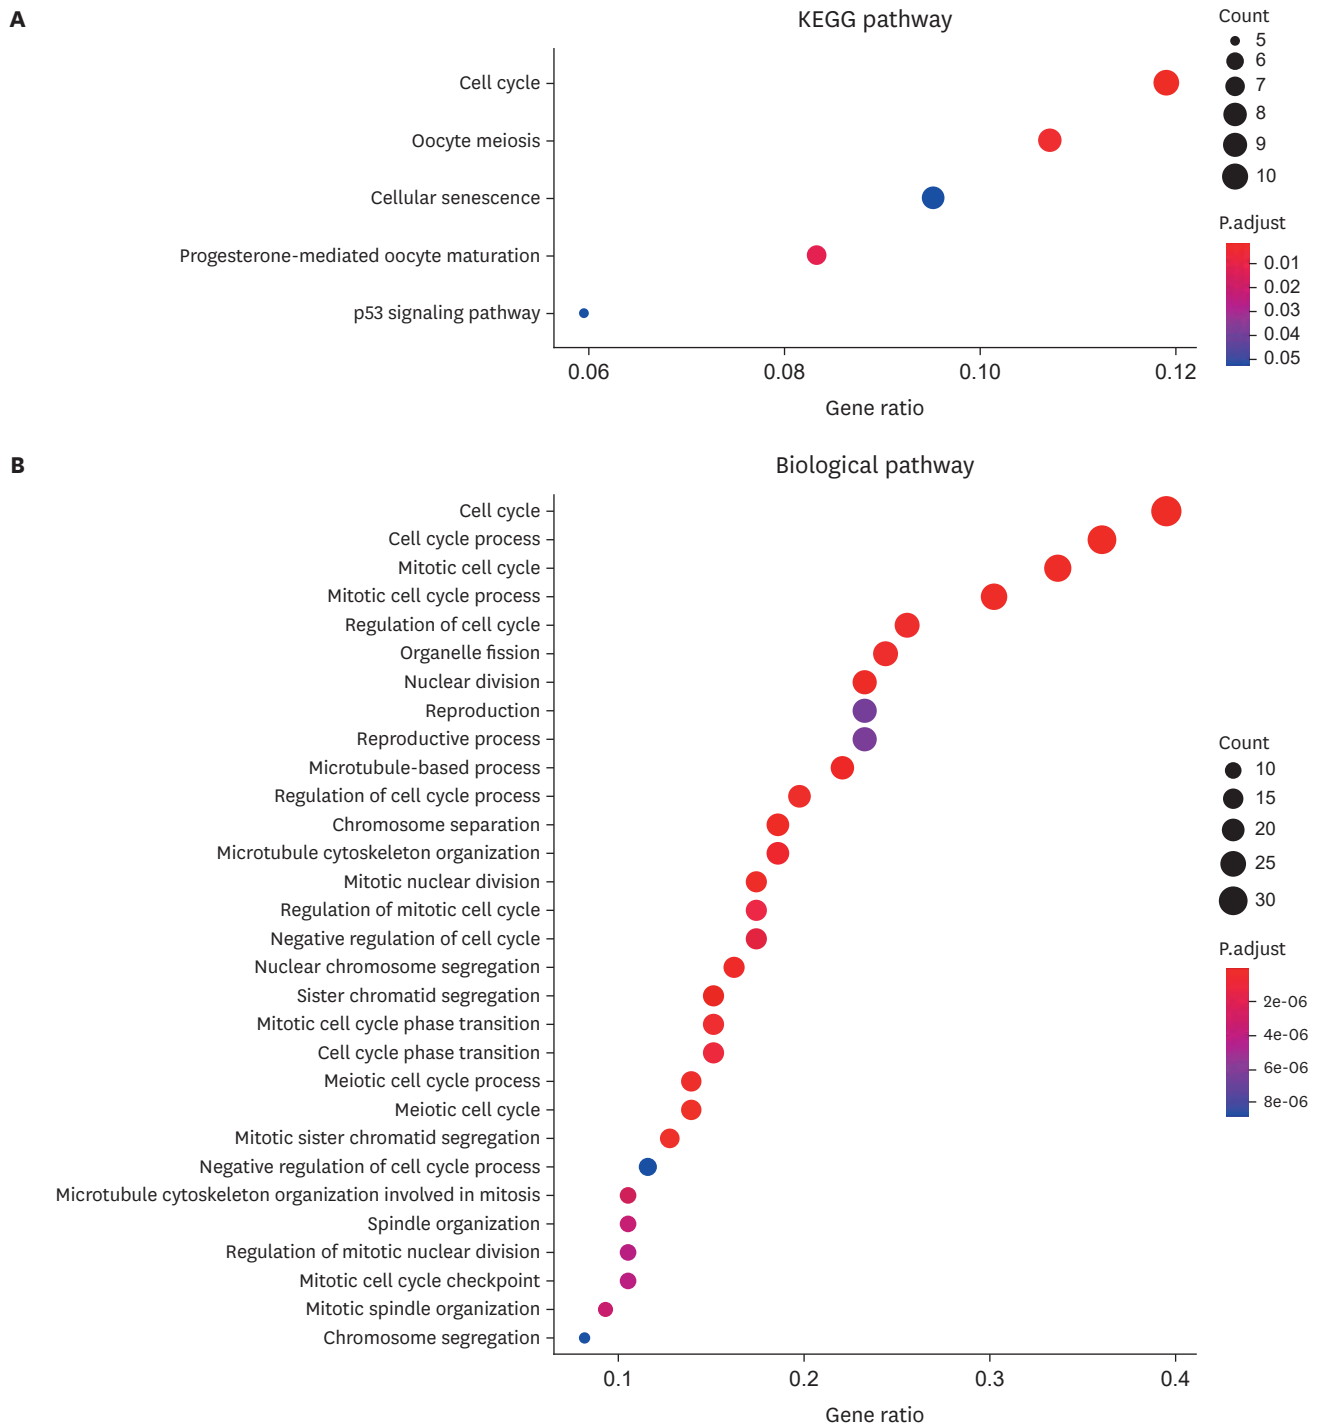 A
KEGG pathway
Cell cycle
Oocyte meiosis
Cellular senescence
Progesterone-mediated oocyte maturation
p53 signaling pathway
0.06
0.08
0.10
0.12
Gene ratio
Count
5
6
7
8
9
10
P.adjust
0.01
0.02
0.03
0.04
0.05
B
Biological pathway
Cell cycle
Cell cycle process
Mitotic cell cycle
Mitotic cell cycle process
Regulation of cell cycle
Organelle fission
Nuclear division
Reproduction
Reproductive process
Microtubule-based process
Regulation of cell cycle process
Chromosome separation
Microtubule cytoskeleton organization
Mitotic nuclear division
Regulation of mitotic cell cycle
Negative regulation of cell cycle
Nuclear chromosome segregation
Sister chromatid segregation
Mitotic cell cycle phase transition
Cell cycle phase transition
Meiotic cell cycle process
Meiotic cell cycle
Mitotic sister chromatid segregation
Negative regulation of cell cycle process
Microtubule cytoskeleton organization involved in mitosis
Spindle organization
Regulation of mitotic nuclear division
Mitotic cell cycle checkpoint
Mitotic spindle organization
Chromosome segregation
0.1
0.2
0.3
0.4
Gene ratio
Count
10
15
20
25
30
P.adjust
2e-06
4e-06
6e-06
8e-06